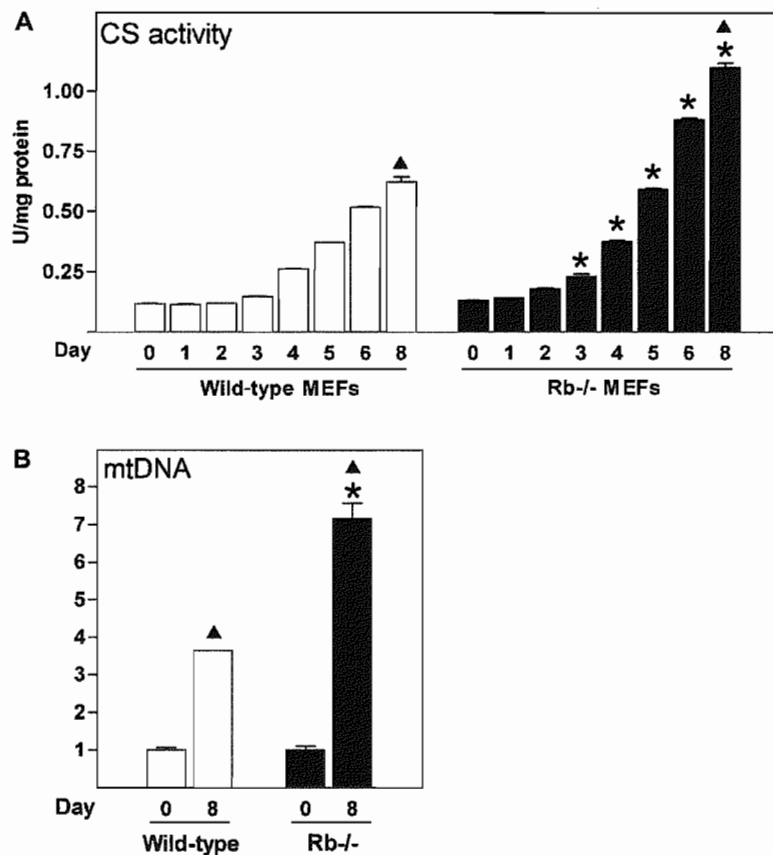 A
CS activity
U/mg protein
1.00
0.75
0.50
0.25
▲
▲
* * * * *
Day 0 1 2 3 4 5 6 8 0 1 2 3 4 5 6 8
Wild-type MEFs Rb-/- MEFs
B
mtDNA
8
7
6
5
4
3
2
1
▲
▲
*
Day 0 8 0 8
Wild-type Rb-/-